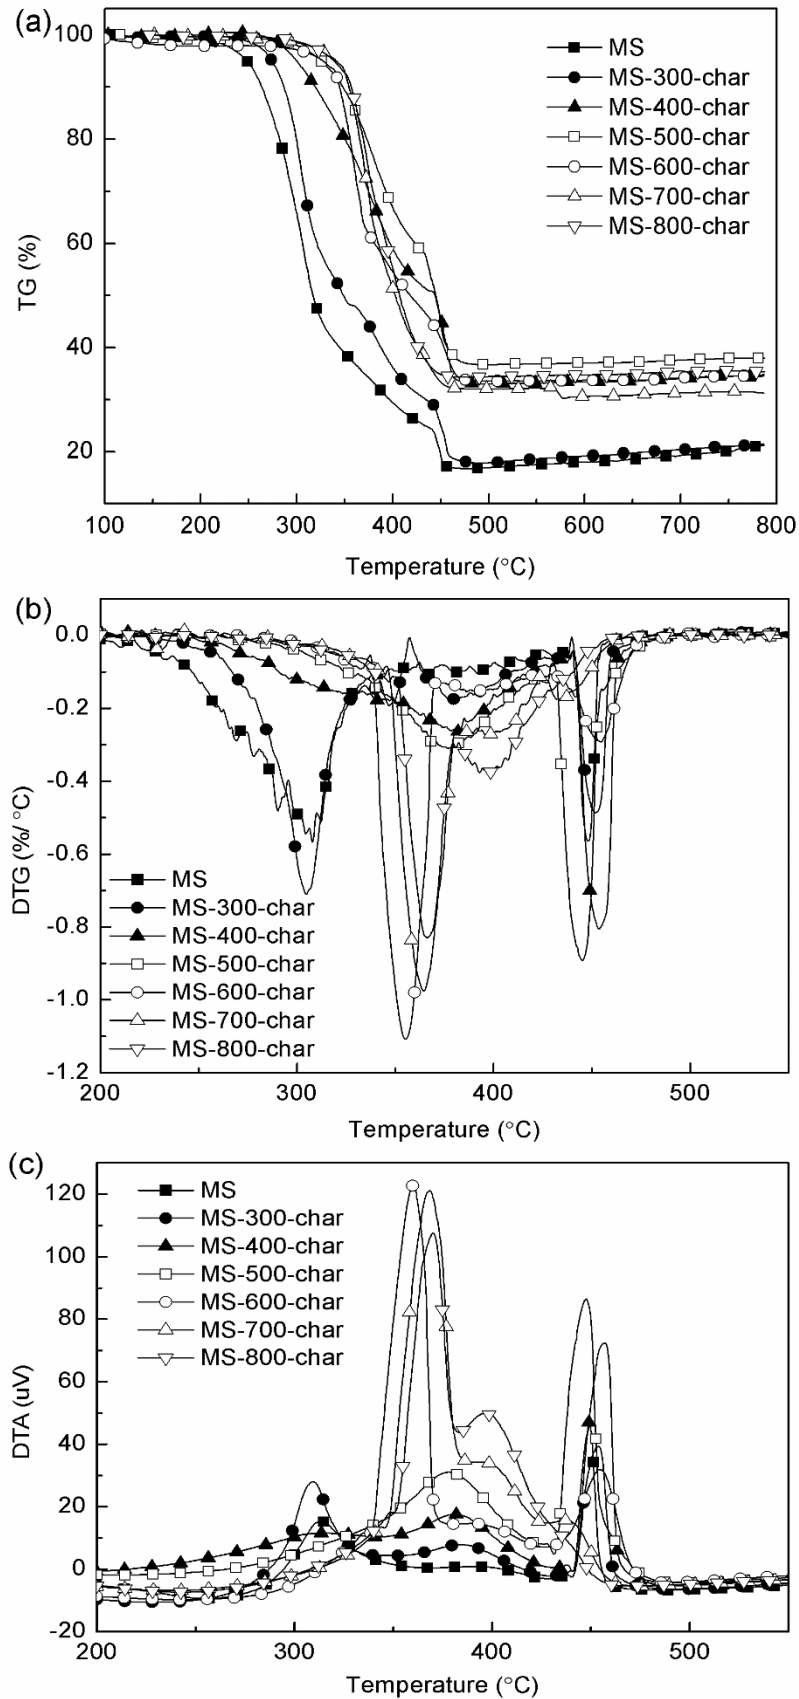 (a)
100
80
60
40
20
TG (%)
MS
MS-300-char
MS-400-char
MS-500-char
MS-600-char
MS-700-char
MS-800-char
100 200 300 400 500 600 700 800
Temperature (°C)
(b)
0.0
-0.2
-0.4
-0.6
-0.8
-1.0
-1.2
DTG (%/ °C)
MS
MS-300-char
MS-400-char
MS-500-char
MS-600-char
MS-700-char
MS-800-char
200 300 400 500
Temperature (°C)
(c)
120
100
80
60
40
20
0
-20
DTA (uV)
MS
MS-300-char
MS-400-char
MS-500-char
MS-600-char
MS-700-char
MS-800-char
200 300 400 500
Temperature (°C)